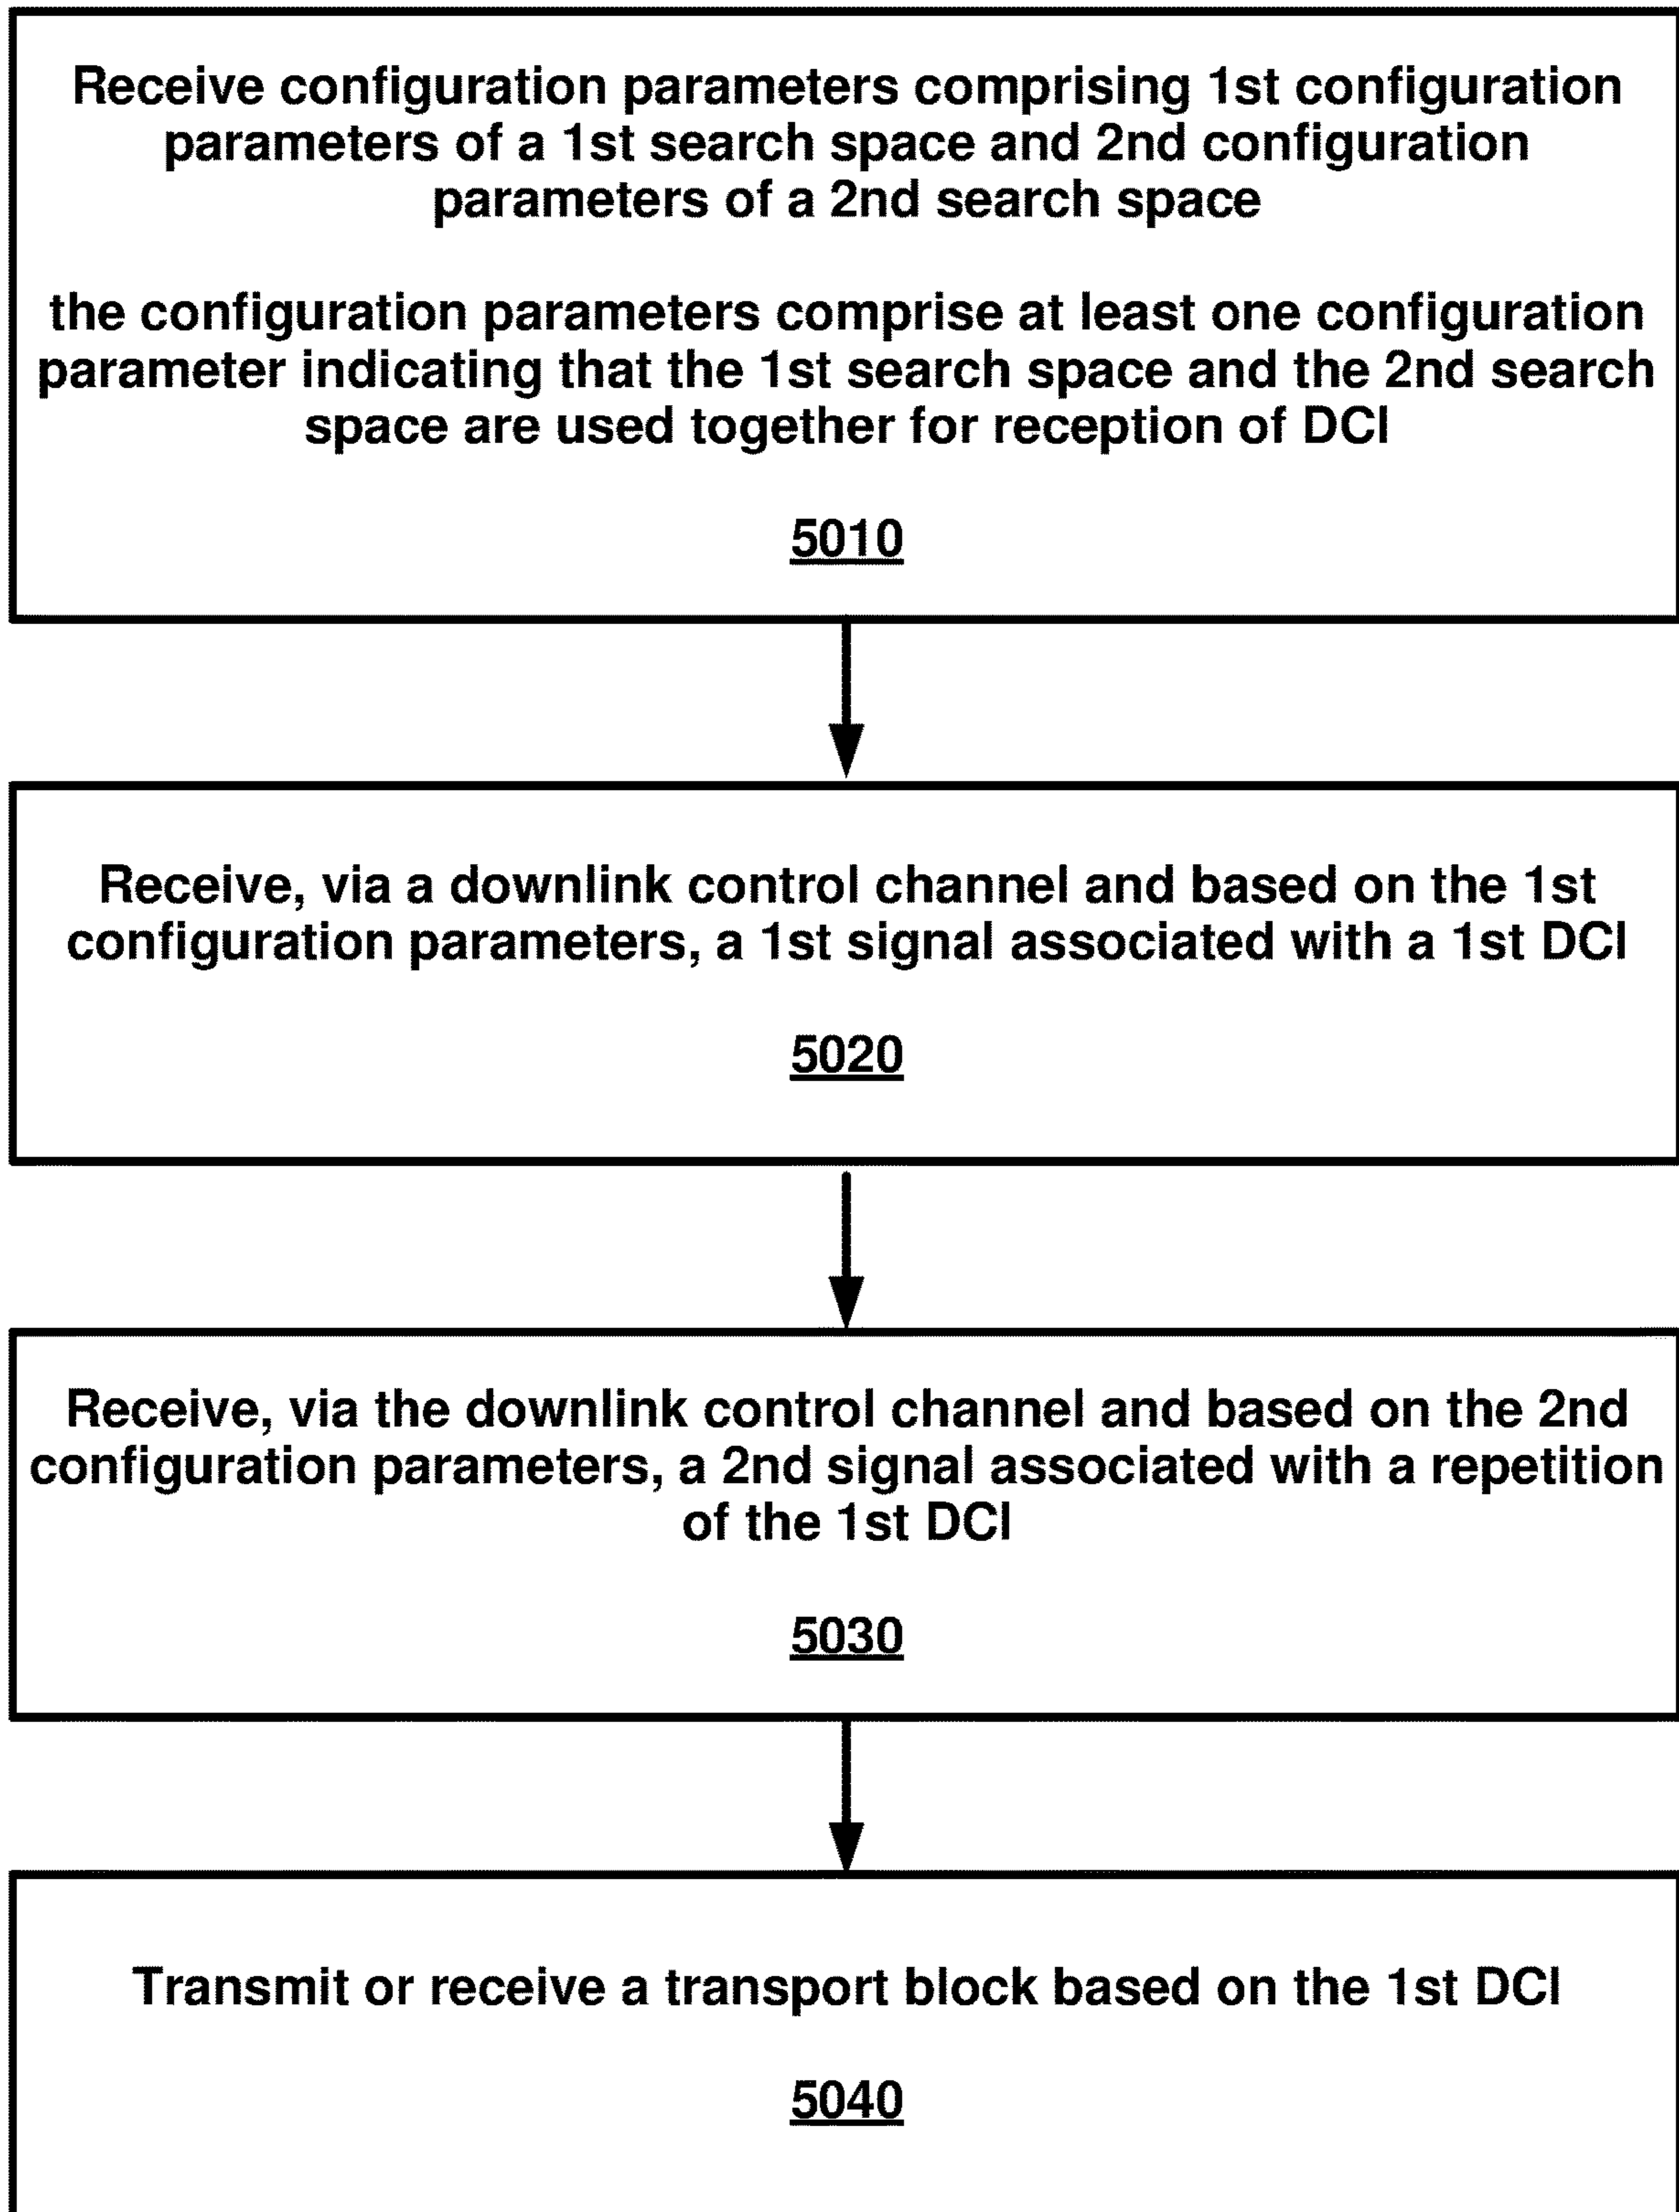 Receive configuration parameters comprising 1st configuration
parameters of a 1st search space and 2nd configuration
parameters of a 2nd search space
the configuration parameters comprise at least one configuration
parameter indicating that the 1st search space and the 2nd search
space are used together for reception of DCI
5010
Receive, via a downlink control channel and based on the 1st
configuration parameters, a 1st signal associated with a 1st DCI
5020
Receive, via the downlink control channel and based on the 2nd
configuration parameters, a 2nd signal associated with a repetition
of the 1st DCI
5030
Transmit or receive a transport block based on the 1st DCI
5040